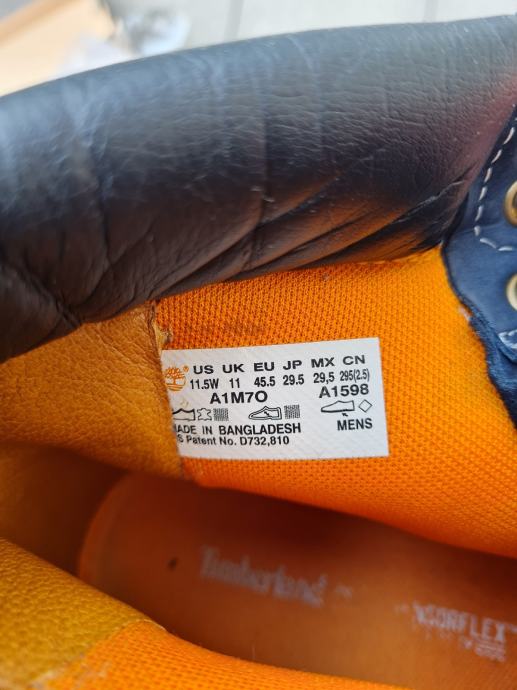 US UK EU JP MX CN
11.5W 11 45.5 29.5 29,5 295(2.5)
A1M7O A1598
MADE IN BANGLADESH MENS
US Patent No. D732,810
Timberland